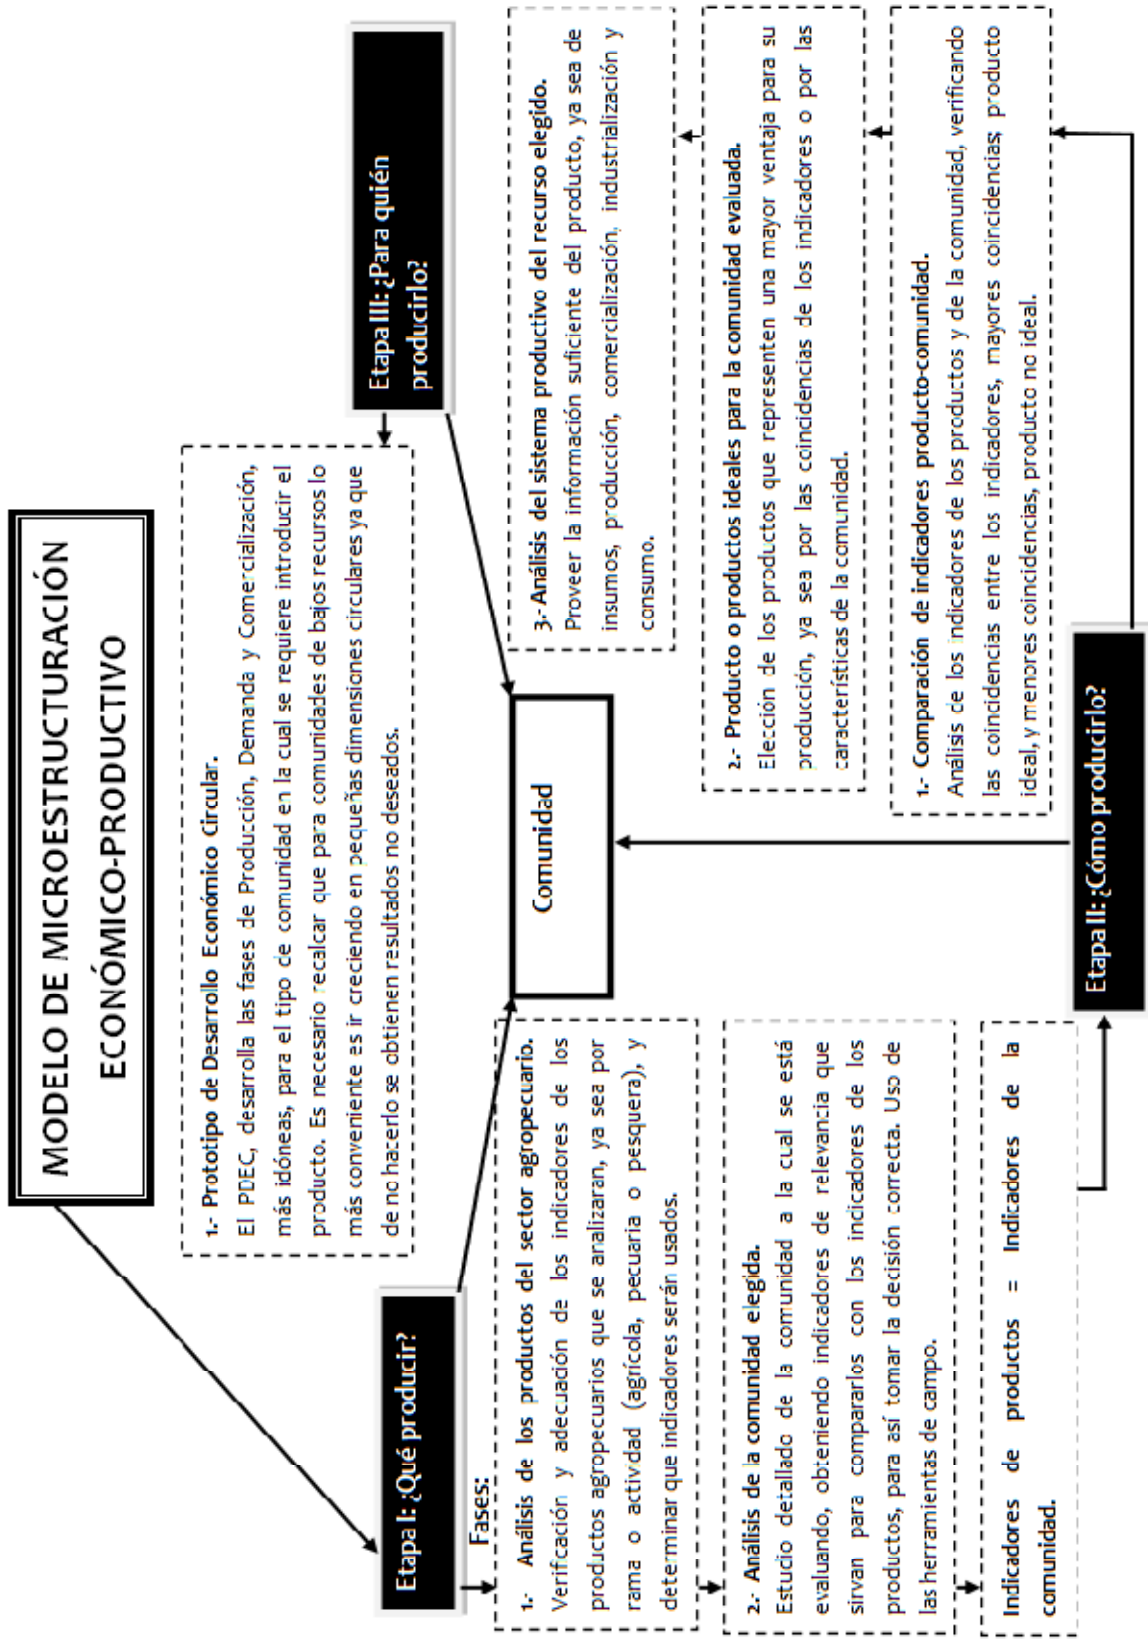 MODELO DE MICROESTRUCTURACIÓN
ECONÓMICO-PRODUCTIVO
Etapa I: ¿Qué producir?
Fases:
1.- Análisis de los productos del sector agropecuario.
Verificación y adecuación de los indicadores de los
productos agropecuarios que se analizaran, ya sea por
rama o actividad (agrícola, pecuaria o pesquera), y
determinar que indicadores serán usados.
2.- Análisis de la comunidad elegida.
Estudio detallado de la comunidad a la cual se está
evaluando, obteniendo indicadores de relevancia que
sirvan para compararlos con los indicadores de los
productos, para así tomar la decisión correcta. Uso de
las herramientas de campo.
Indicadores de productos = Indicadores de la
comunidad.
Etapa II: ¿Cómo producirlo?
1.- Comparación de indicadores producto-comunidad.
Análisis de los indicadores de los productos y de la comunidad, verificando
las coincidencias entre los indicadores, mayores coincidencias; producto
ideal, y menores coincidencias, producto no ideal.
2.- Producto o productos ideales para la comunidad evaluada.
Elección de los productos que representen una mayor ventaja para su
producción, ya sea por las coincidencias de los indicadores o por las
características de la comunidad.
3.- Análisis del sistema productivo del recurso elegido.
Proveer la información suficiente del producto, ya sea de
insumos, producción, comercialización, industrialización y
consumo.
Etapa III: ¿Para quién
producirlo?
1.- Prototipo de Desarrollo Económico Circular.
El PDEC, desarrolla las fases de Producción, Demanda y Comercialización,
más idóneas, para el tipo de comunidad en la cual se requiere introducir el
producto. Es necesario recalcar que para comunidades de bajos recursos lo
más conveniente es ir creciendo en pequeñas dimensiones circulares ya que
de no hacerlo se obtienen resultados no deseados.
Comunidad